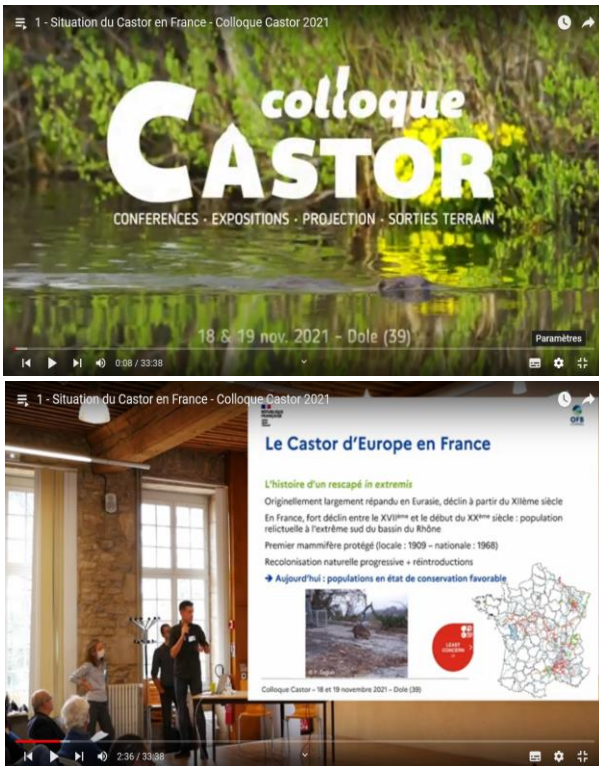 1 - Situation du Castor en France - Colloque Castor 2021
colloque
CASTOR
CONFERENCES · EXPOSITIONS · PROJECTION · SORTIES TERRAIN
18 & 19 nov. 2021 - Dole (39)
Paramètres
0:08 / 33:38
1 - Situation du Castor en France - Colloque Castor 2021
RÉPUBLIQUE
FRANÇAISE
OFB
Le Castor d'Europe en France
L'histoire d'un rescapé in extremis
Originellement largement répandu en Eurasie, déclin à partir du XIIème siècle
En France, fort déclin entre le XVIIème et le début du XXème siècle : population
relictuelle à l'extrême sud du bassin du Rhône
Premier mammifère protégé (locale : 1909 – nationale : 1968)
Recolonisation naturelle progressive + réintroductions
➔ Aujourd'hui : populations en état de conservation favorable
LEAST
CONCERN
Colloque Castor – 18 et 19 novembre 2021 – Dole (39)
2:36 / 33:38